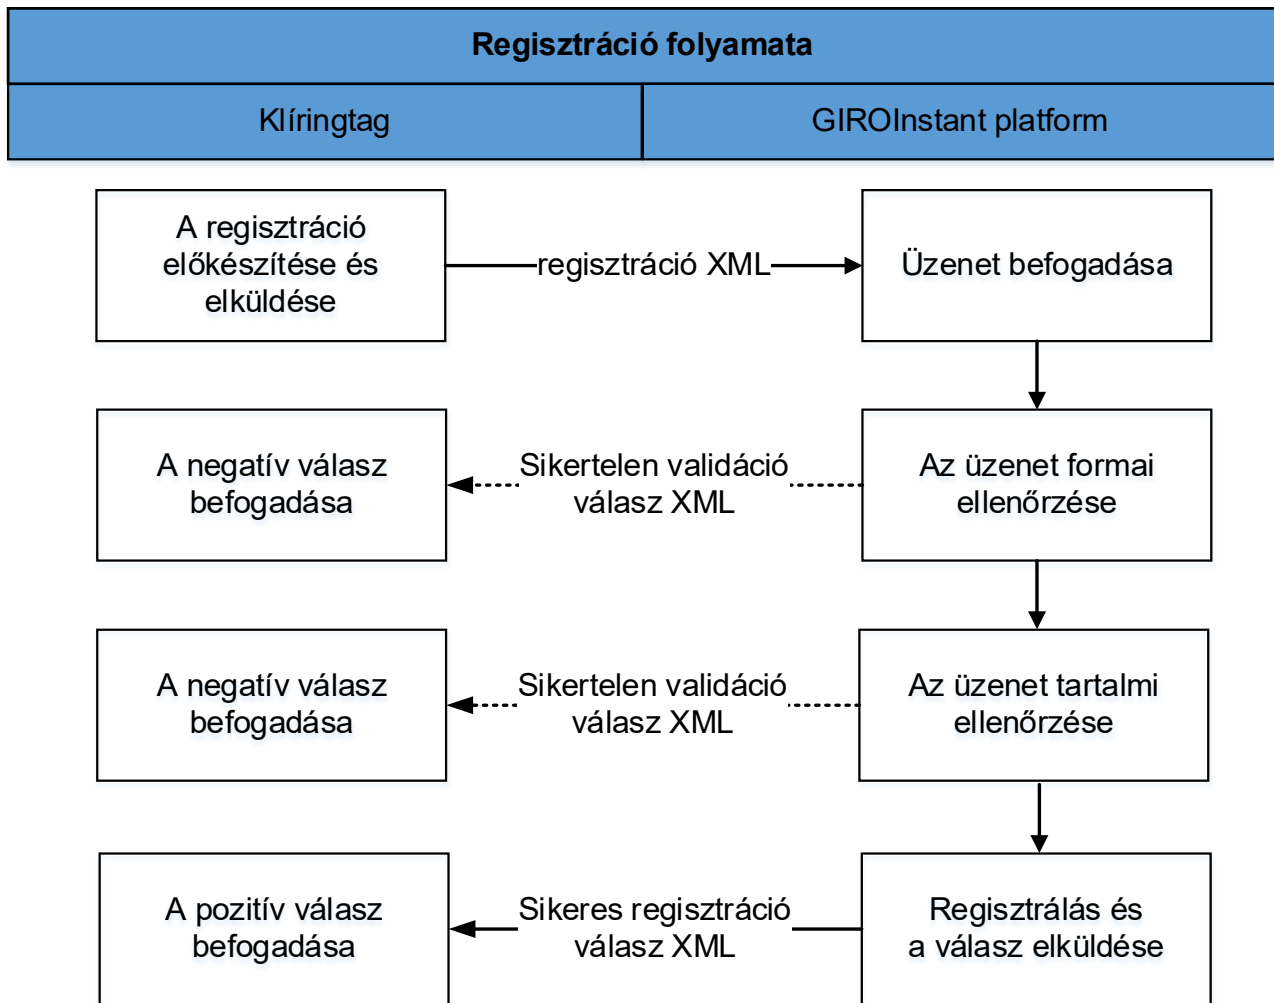 Regisztráció folyamata
Klíringtag
GIROInstant platform
A regisztráció
előkészítése és
elküldése
regisztráció XML
Üzenet befogadása
A negatív válasz
befogadása
Sikertelen validáció
válasz XML
Az üzenet formai
ellenőrzése
A negatív válasz
befogadása
Sikertelen validáció
válasz XML
Az üzenet tartalmi
ellenőrzése
A pozitív válasz
befogadása
Sikeres regisztráció
válasz XML
Regisztrálás és
a válasz elküldése